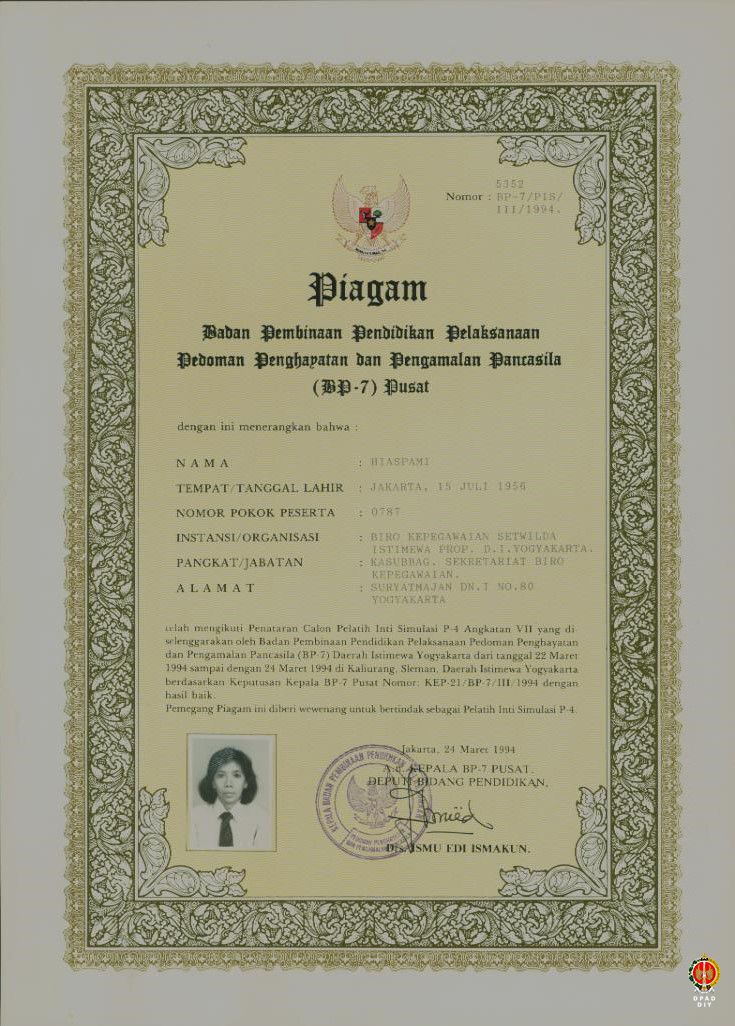 5352
Nomor : BP-7/PIS/
III/1994.
Piagam
Badan Pembinaan Pendidikan Pelaksanaan
Pedoman Penghayatan dan Pengamalan Pancasila
(BP-7) Pusat
dengan ini menerangkan bahwa :
NAMA : HIASPAMI
TEMPAT/TANGGAL LAHIR : JAKARTA, 15 JULI 1956
NOMOR POKOK PESERTA : 0787
INSTANSI/ORGANISASI : BIRO KEPEGAWAIAN SETWILDA
ISTIMEWA PROP. D.I.YOGYAKARTA.
PANGKAT/JABATAN : KASUBBAG. SEKRETARIAT BIRO
KEPEGAWAIAN.
ALAMAT : SURYATMAJAN DN.I NO.80
YOGYAKARTA
telah mengikuti Penataran Calon Pelatih Inti Simulasi P-4 Angkatan VII yang di-
selenggarakan oleh Badan Pembinaan Pendidikan Pelaksanaan Pedoman Penghayatan
dan Pengamalan Pancasila (BP-7) Daerah Istimewa Yogyakarta dari tanggal 22 Maret
1994 sampai dengan 24 Maret 1994 di Kaliurang, Sleman, Daerah Istimewa Yogyakarta
berdasarkan Keputusan Kepala BP-7 Pusat Nomor: KEP-21/BP-7/III/1994 dengan
hasil baik.
Pemegang Piagam ini diberi wewenang untuk bertindak sebagai Pelatih Inti Simulasi P-4.
Jakarta, 24 Maret 1994
A.n. KEPALA BP-7 PUSAT.
DEPUTI BIDANG PENDIDIKAN,
KEPALA BADAN PEMBINAAN PENDIDIKAN
Drs. ISMU EDI ISMAKUN.
DPAD
DIY